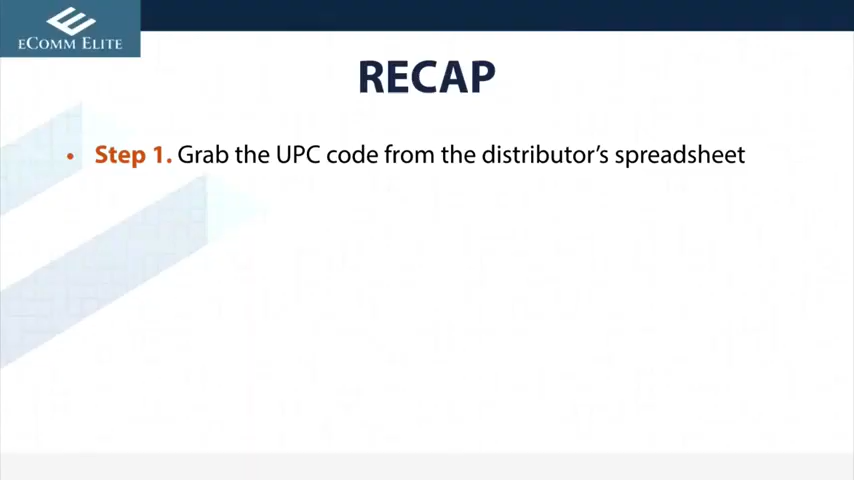 eComm Elite
RECAP
• Step 1. Grab the UPC code from the distributor's spreadsheet